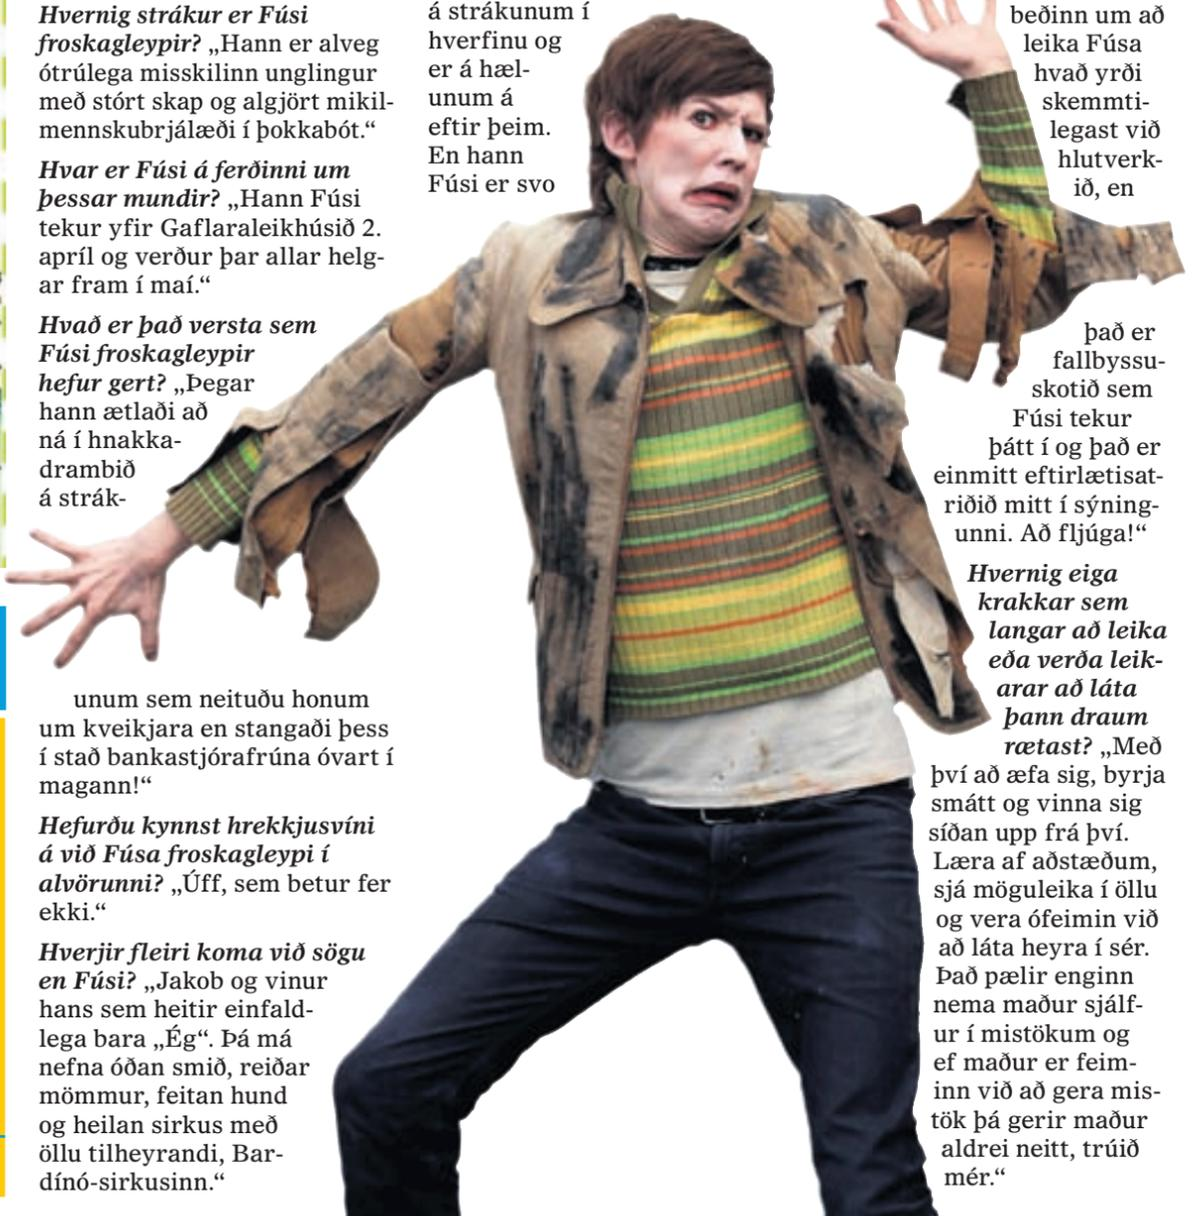 Hvernig strákur er Fúsi
froskagleypir? „Hann er alveg
ótrúlega misskilinn unglingur
með stórt skap og algjört mikil-
mennskubrjálæði í þokkabót.“
Hvar er Fúsi á ferðinni um
þessar mundir? „Hann Fúsi
tekur yfir Gaflaraleikhúsið 2.
apríl og verður þar allar helg-
ar fram í maí.“
Hvað er það versta sem
Fúsi froskagleypir
hefur gert? „Þegar
hann ætlaði að
ná í hnakka-
drambið
á strák-
unum sem neituðu honum
um kveikjara en stangaði þess
í stað bankastjórafrúna óvart í
magann!“
Hefurðu kynnst hrekkjusvíni
á við Fúsa froskagleypi í
alvörunni? „Úff, sem betur fer
ekki.“
Hverjir fleiri koma við sögu
en Fúsi? „Jakob og vinur
hans sem heitir einfald-
lega bara „Ég“. Þá má
nefna óðan smið, reiðar
mömmur, feitan hund
og heilan sirkus með
öllu tilheyrandi, Bar-
dínó-sirkusinn.“
á strákunum í
hverfinu og
er á hæl-
unum á
eftir þeim.
En hann
Fúsi er svo
beðinn um að
leika Fúsa
hvað yrði
skemmti-
legast við
hlutverk-
ið, en
það er
fallbyssu-
skotið sem
Fúsi tekur
þátt í og það er
einmitt eftirlætisat-
riðið mitt í sýning-
unni. Að fljúga!“
Hvernig eiga
krakkar sem
langar að leika
eða verða leik-
arar að láta
þann draum
rætast? „Með
því að æfa sig, byrja
smátt og vinna sig
síðan upp frá því.
Læra af aðstæðum,
sjá möguleika í öllu
og vera ófeimin við
að láta heyra í sér.
Það pælir enginn
nema maður sjálf-
ur í mistökum og
ef maður er feim-
inn við að gera mis-
tök þá gerir maður
aldrei neitt, trúið
mér.“